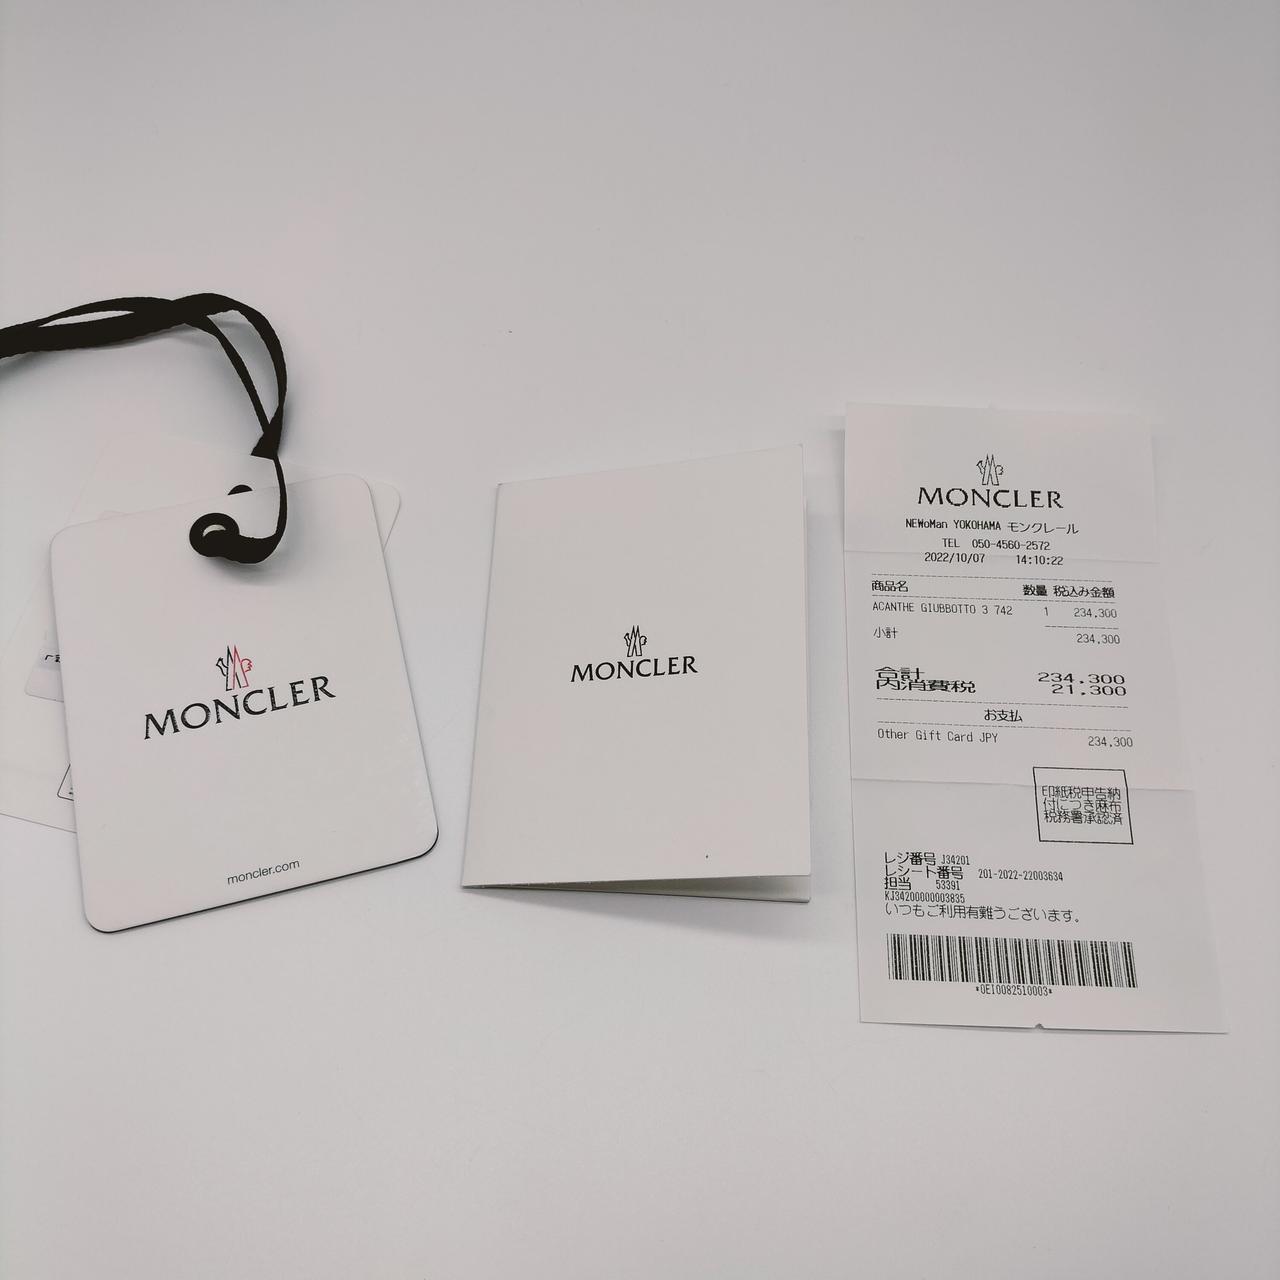 MONCLER
moncler.com
MONCLER
MONCLER
NEWoMan YOKOHAMA モンクレール
TEL 050-4560-2572
2022/10/07 14:10:22
商品名 数量 税込み金額
ACANTHE GIUBBOTTO 3 742 1 234,300
小計 234,300
合計 234,300
内消費税 21,300
お支払
Other Gift Card JPY 234,300
印紙税申告納
付につき麻布
税務署承認済
レジ番号 J34201
レシート番号 201-2022-22003634
担当 53391
KJ34200000003835
いつもご利用有難うございます。
*OEI0082510003*